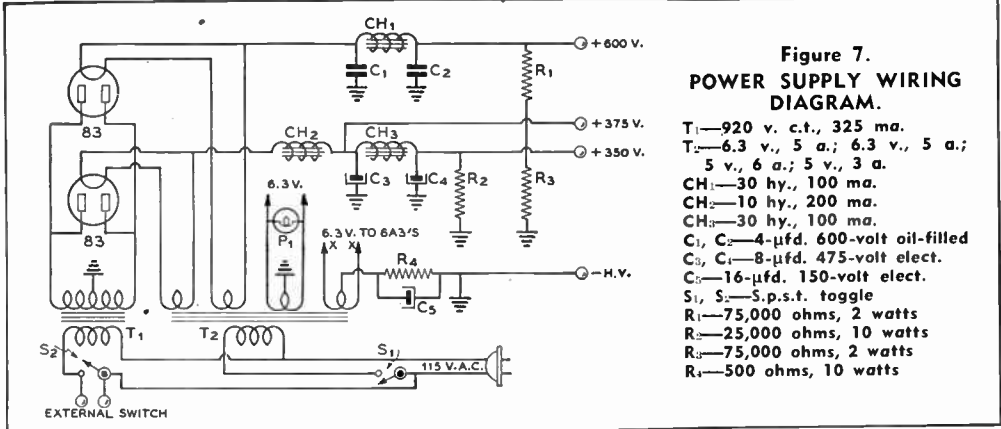 CH₁
+600 V.
C₁
C₂
R₁
83
+375 V.
CH₂
CH₃
+350 V.
C₃
C₄
R₂
R₃
6.3 V.
P₁
83
6.3 V. TO 6A3'S
X X
R₄
–H.V.
C₅
T₁
T₂
S₂
S₁
115 V.A.C.
EXTERNAL SWITCH
Figure 7.
POWER SUPPLY WIRING
DIAGRAM.
T₁—920 v. c.t., 325 ma.
T₂—6.3 v., 5 a.; 6.3 v., 5 a.;
5 v., 6 a.; 5 v., 3 a.
CH₁—30 hy., 100 ma.
CH₂—10 hy., 200 ma.
CH₃—30 hy., 100 ma.
C₁, C₂—4-µfd. 600-volt oil-filled
C₃, C₄—8-µfd. 475-volt elect.
C₅—16-µfd. 150-volt elect.
S₁, S₂—S.p.s.t. toggle
R₁—75,000 ohms, 2 watts
R₂—25,000 ohms, 10 watts
R₃—75,000 ohms, 2 watts
R₄—500 ohms, 10 watts